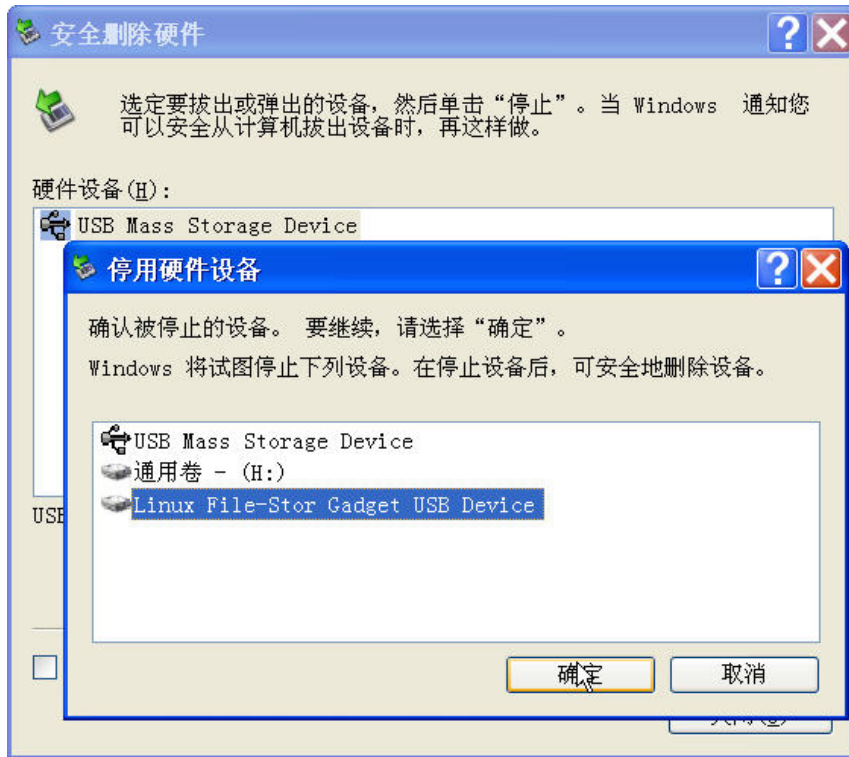 安全删除硬件
选定要拔出或弹出的设备，然后单击“停止”。当 Windows 通知您
可以安全从计算机拔出设备时，再这样做。
硬件设备(H):
USB Mass Storage Device
停用硬件设备
确认被停止的设备。 要继续，请选择“确定”。
Windows 将试图停止下列设备。在停止设备后，可安全地删除设备。
USB Mass Storage Device
通用卷 - (H:)
Linux File-Stor Gadget USB Device
USB
确定 取消